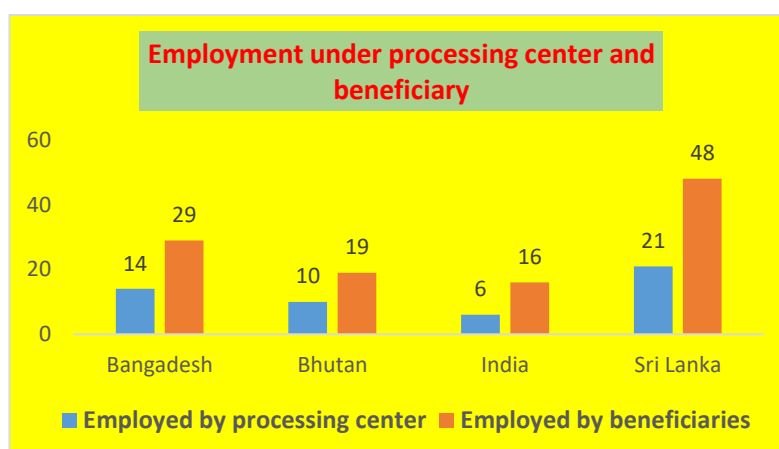 Employment under processing center and
beneficiary
60
40
20
0
14
29
10
19
6
16
21
48
Bangadesh
Bhutan
India
Sri Lanka
Employed by processing center
Employed by beneficiaries